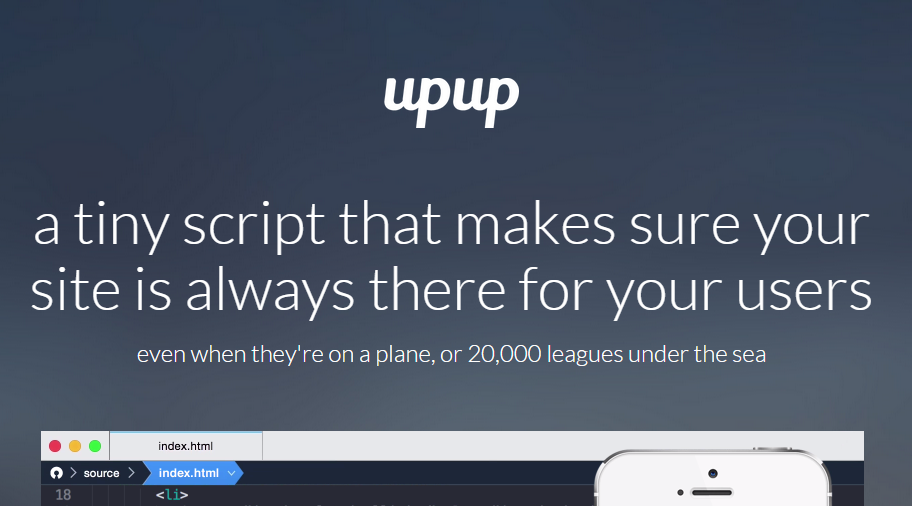 upup
a tiny script that makes sure your
site is always there for your users
even when they're on a plane, or 20,000 leagues under the sea
index.html
source index.html
18 <li>